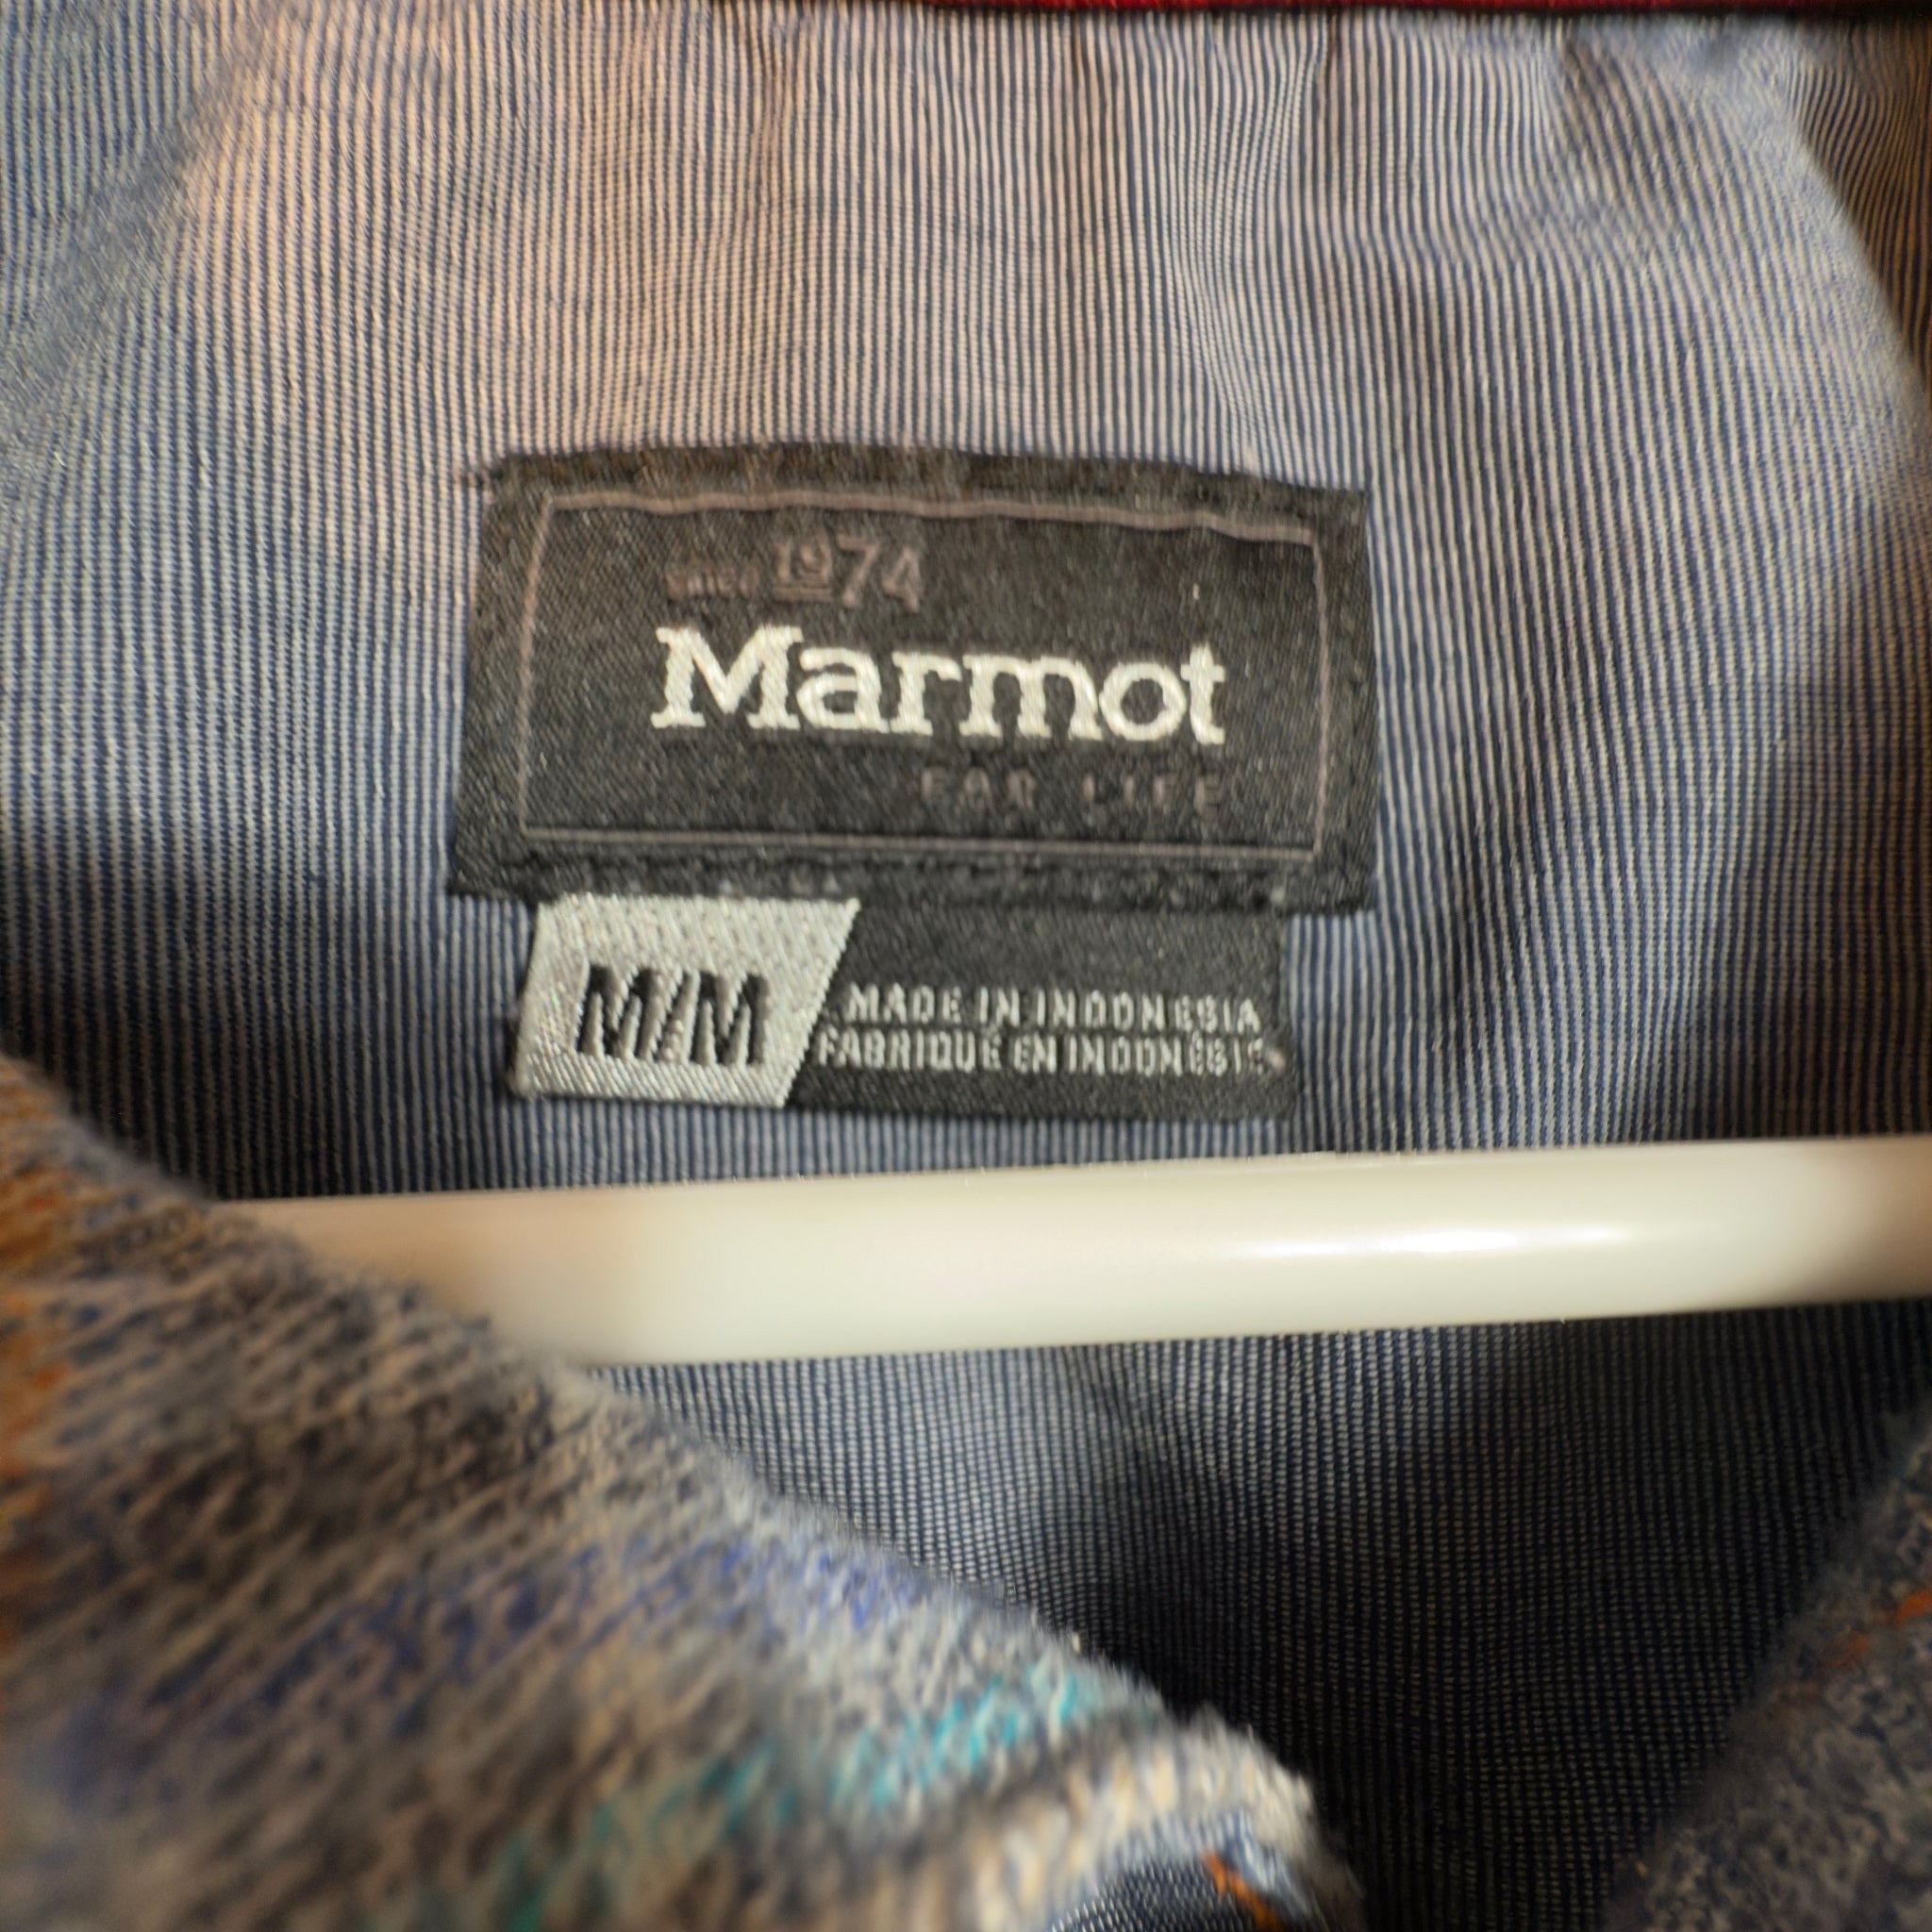 since 1974
Marmot
FOR LIFE
M/M
MADE IN INDONESIA
FABRIQUÉ EN INDONÉSIE